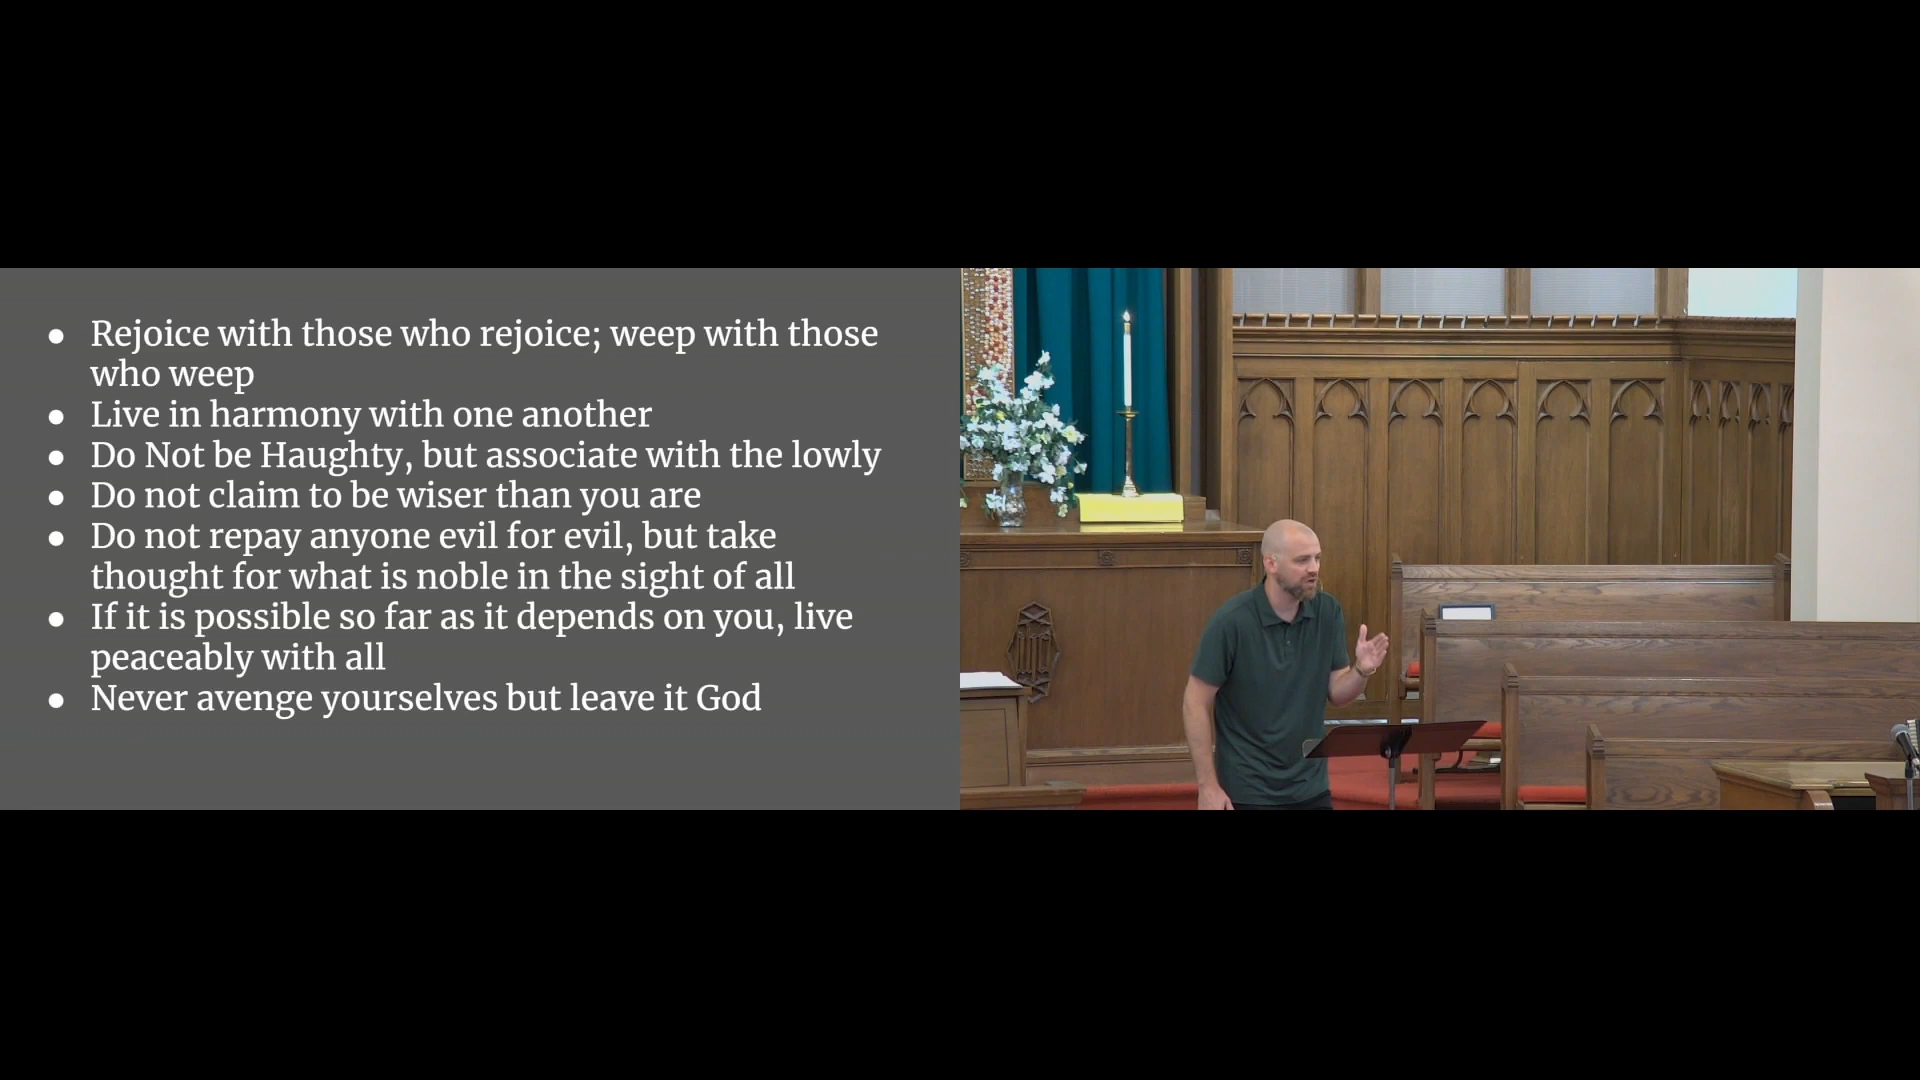 ● Rejoice with those who rejoice; weep with those
who weep
● Live in harmony with one another
● Do Not be Haughty, but associate with the lowly
● Do not claim to be wiser than you are
● Do not repay anyone evil for evil, but take
thought for what is noble in the sight of all
● If it is possible so far as it depends on you, live
peaceably with all
● Never avenge yourselves but leave it God